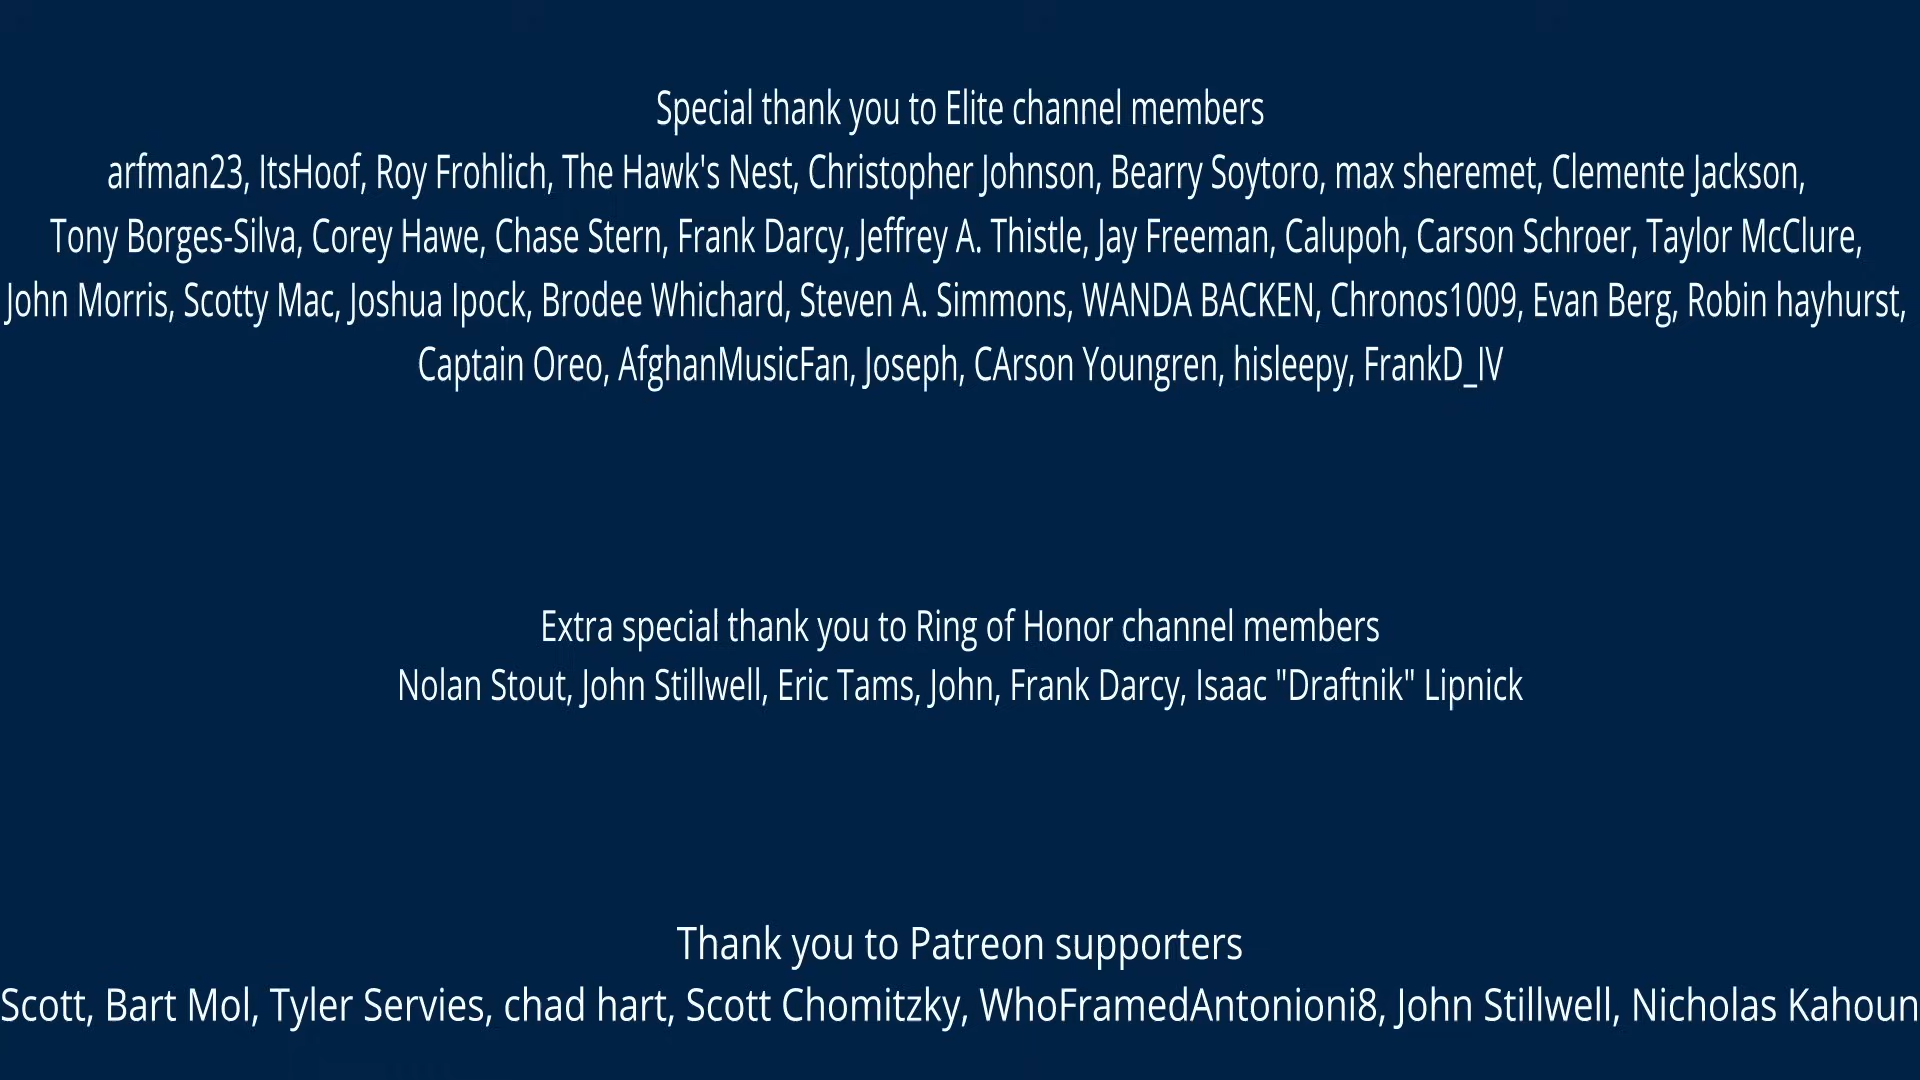 Special thank you to Elite channel members
arfman23, ItsHoof, Roy Frohlich, The Hawk's Nest, Christopher Johnson, Bearry Soytoro, max sheremet, Clemente Jackson,
Tony Borges-Silva, Corey Hawe, Chase Stern, Frank Darcy, Jeffrey A. Thistle, Jay Freeman, Calupoh, Carson Schroer, Taylor McClure,
John Morris, Scotty Mac, Joshua Ipock, Brodee Whichard, Steven A. Simmons, WANDA BACKEN, Chronos1009, Evan Berg, Robin hayhurst,
Captain Oreo, AfghanMusicFan, Joseph, CArson Youngren, hisleepy, FrankD_IV
Extra special thank you to Ring of Honor channel members
Nolan Stout, John Stillwell, Eric Tams, John, Frank Darcy, Isaac "Draftnik" Lipnick
Thank you to Patreon supporters
Scott, Bart Mol, Tyler Servies, chad hart, Scott Chomitzky, WhoFramedAntonioni8, John Stillwell, Nicholas Kahoun